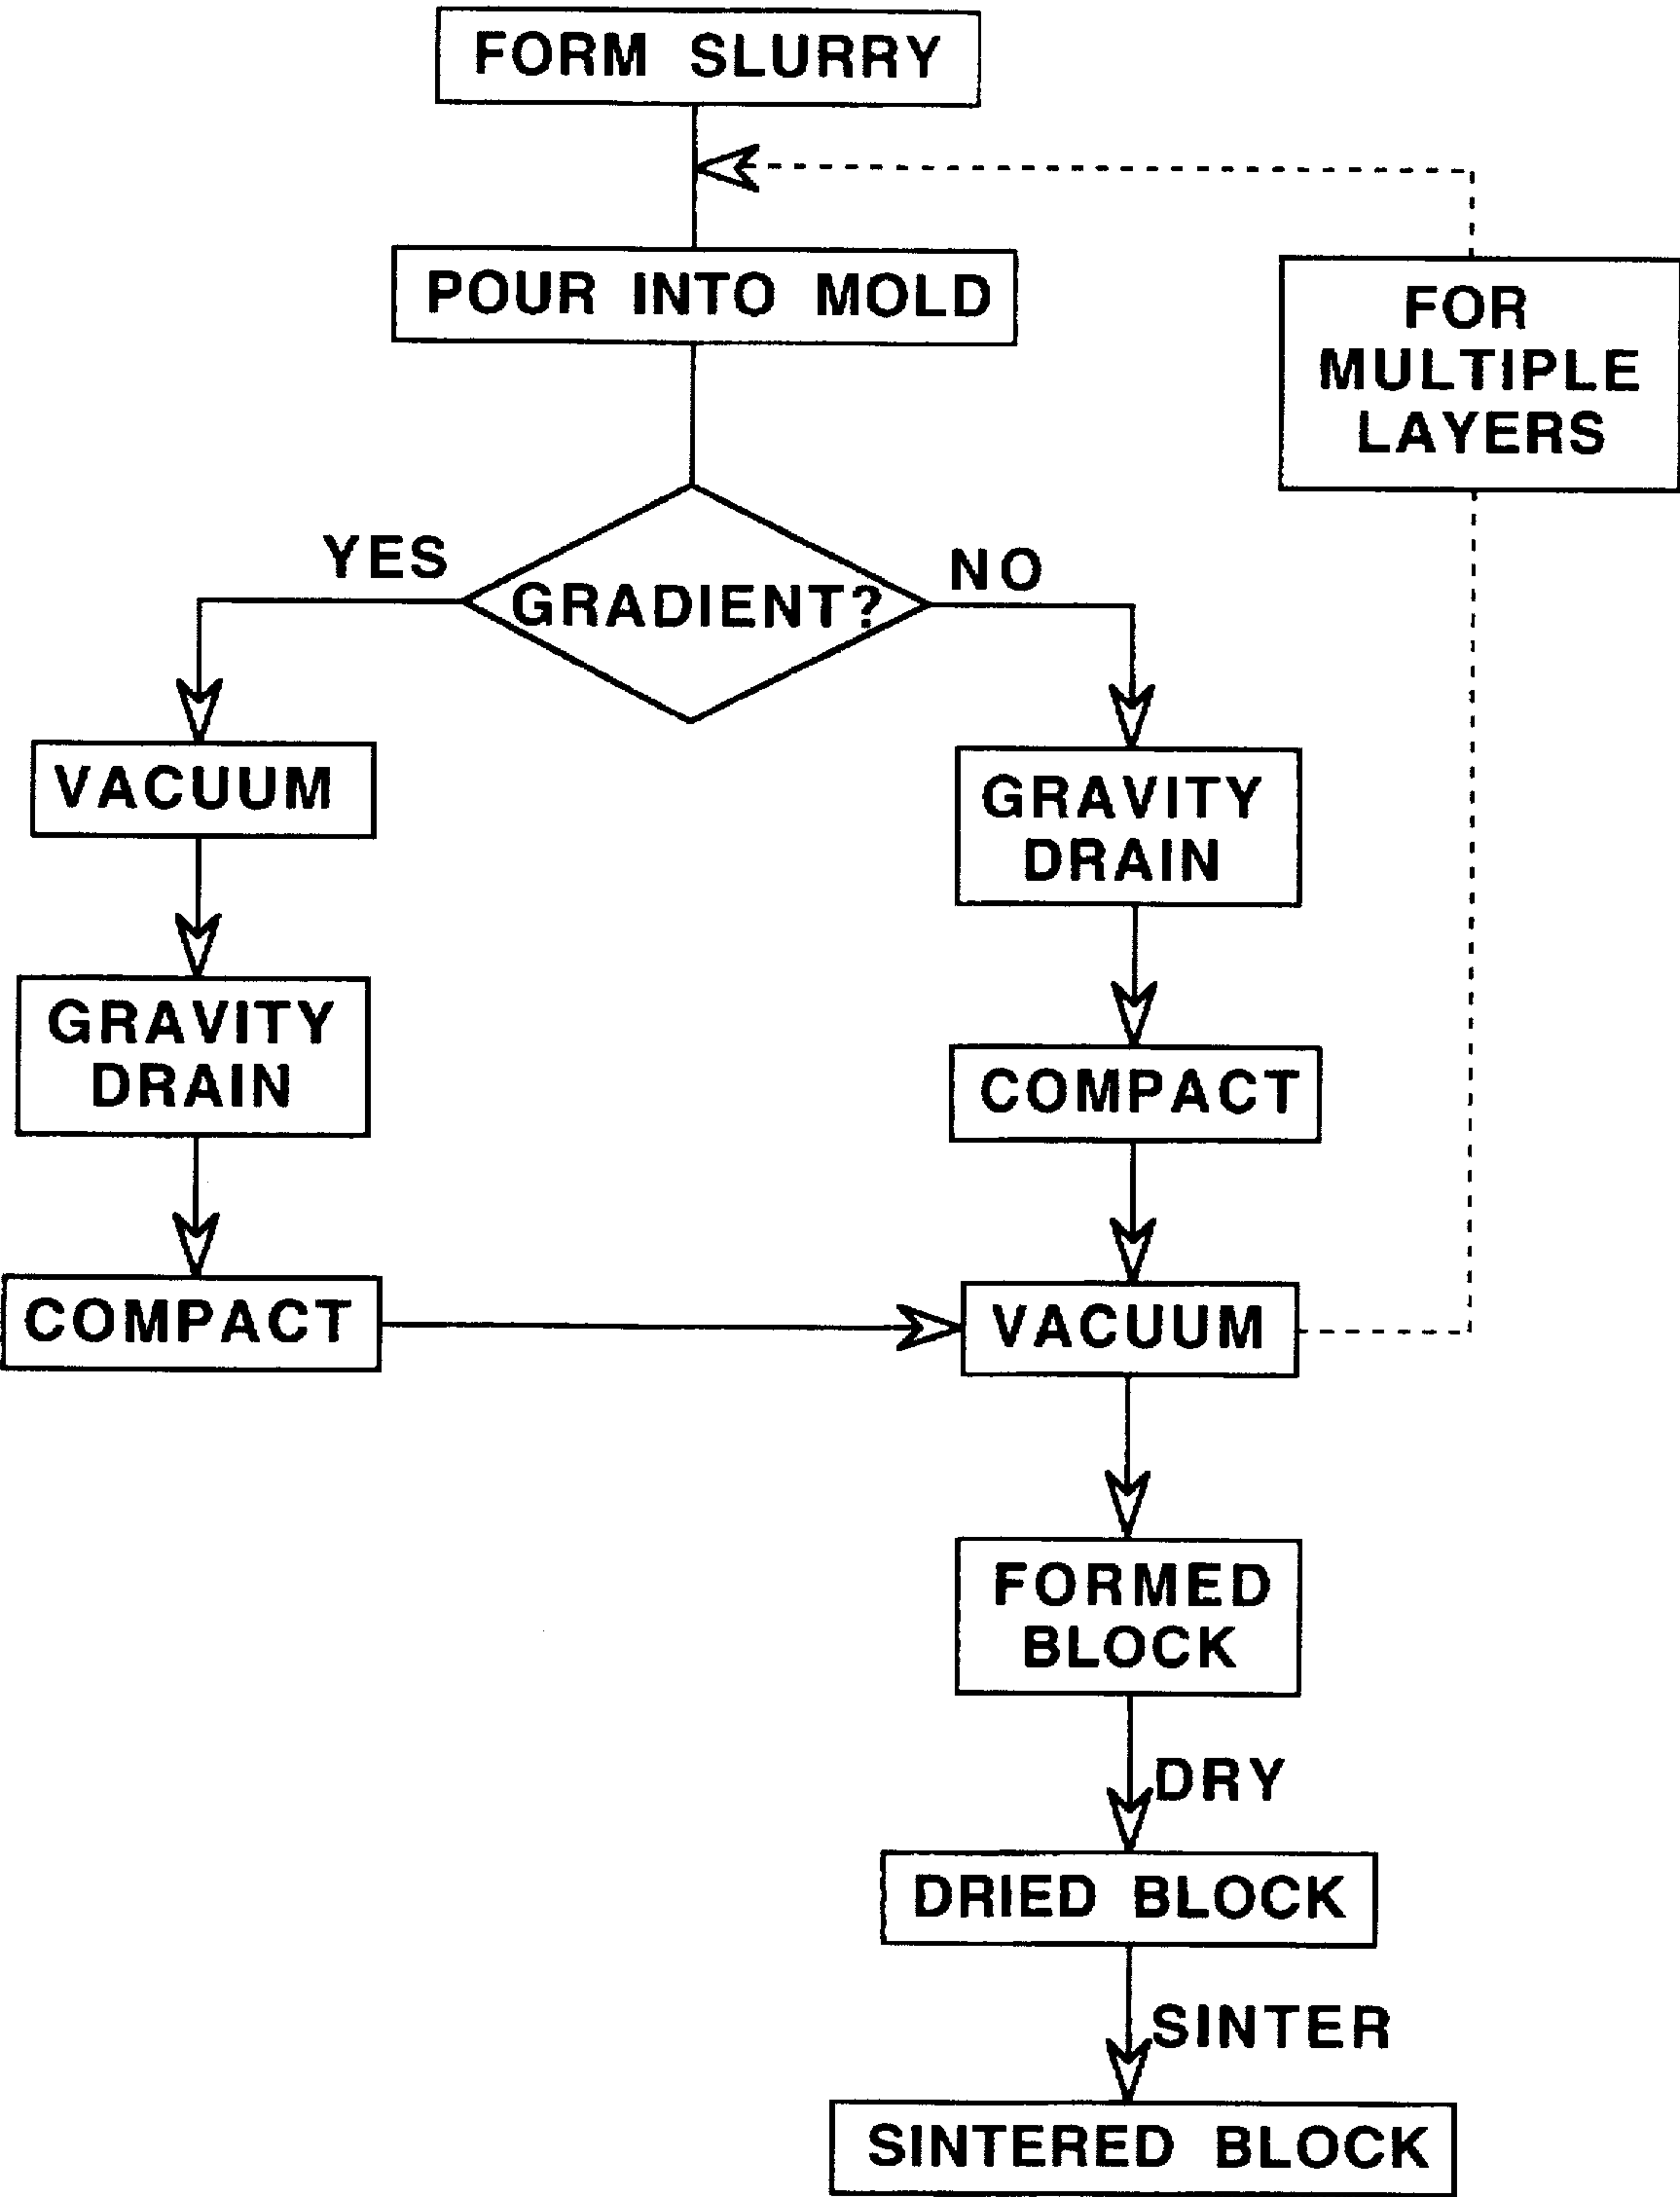 FORM SLURRY
POUR INTO MOLD
FOR
MULTIPLE
LAYERS
YES
GRADIENT?
NO
VACUUM
GRAVITY
DRAIN
GRAVITY
DRAIN
COMPACT
COMPACT
VACUUM
FORMED
BLOCK
DRY
DRIED BLOCK
SINTER
SINTERED BLOCK